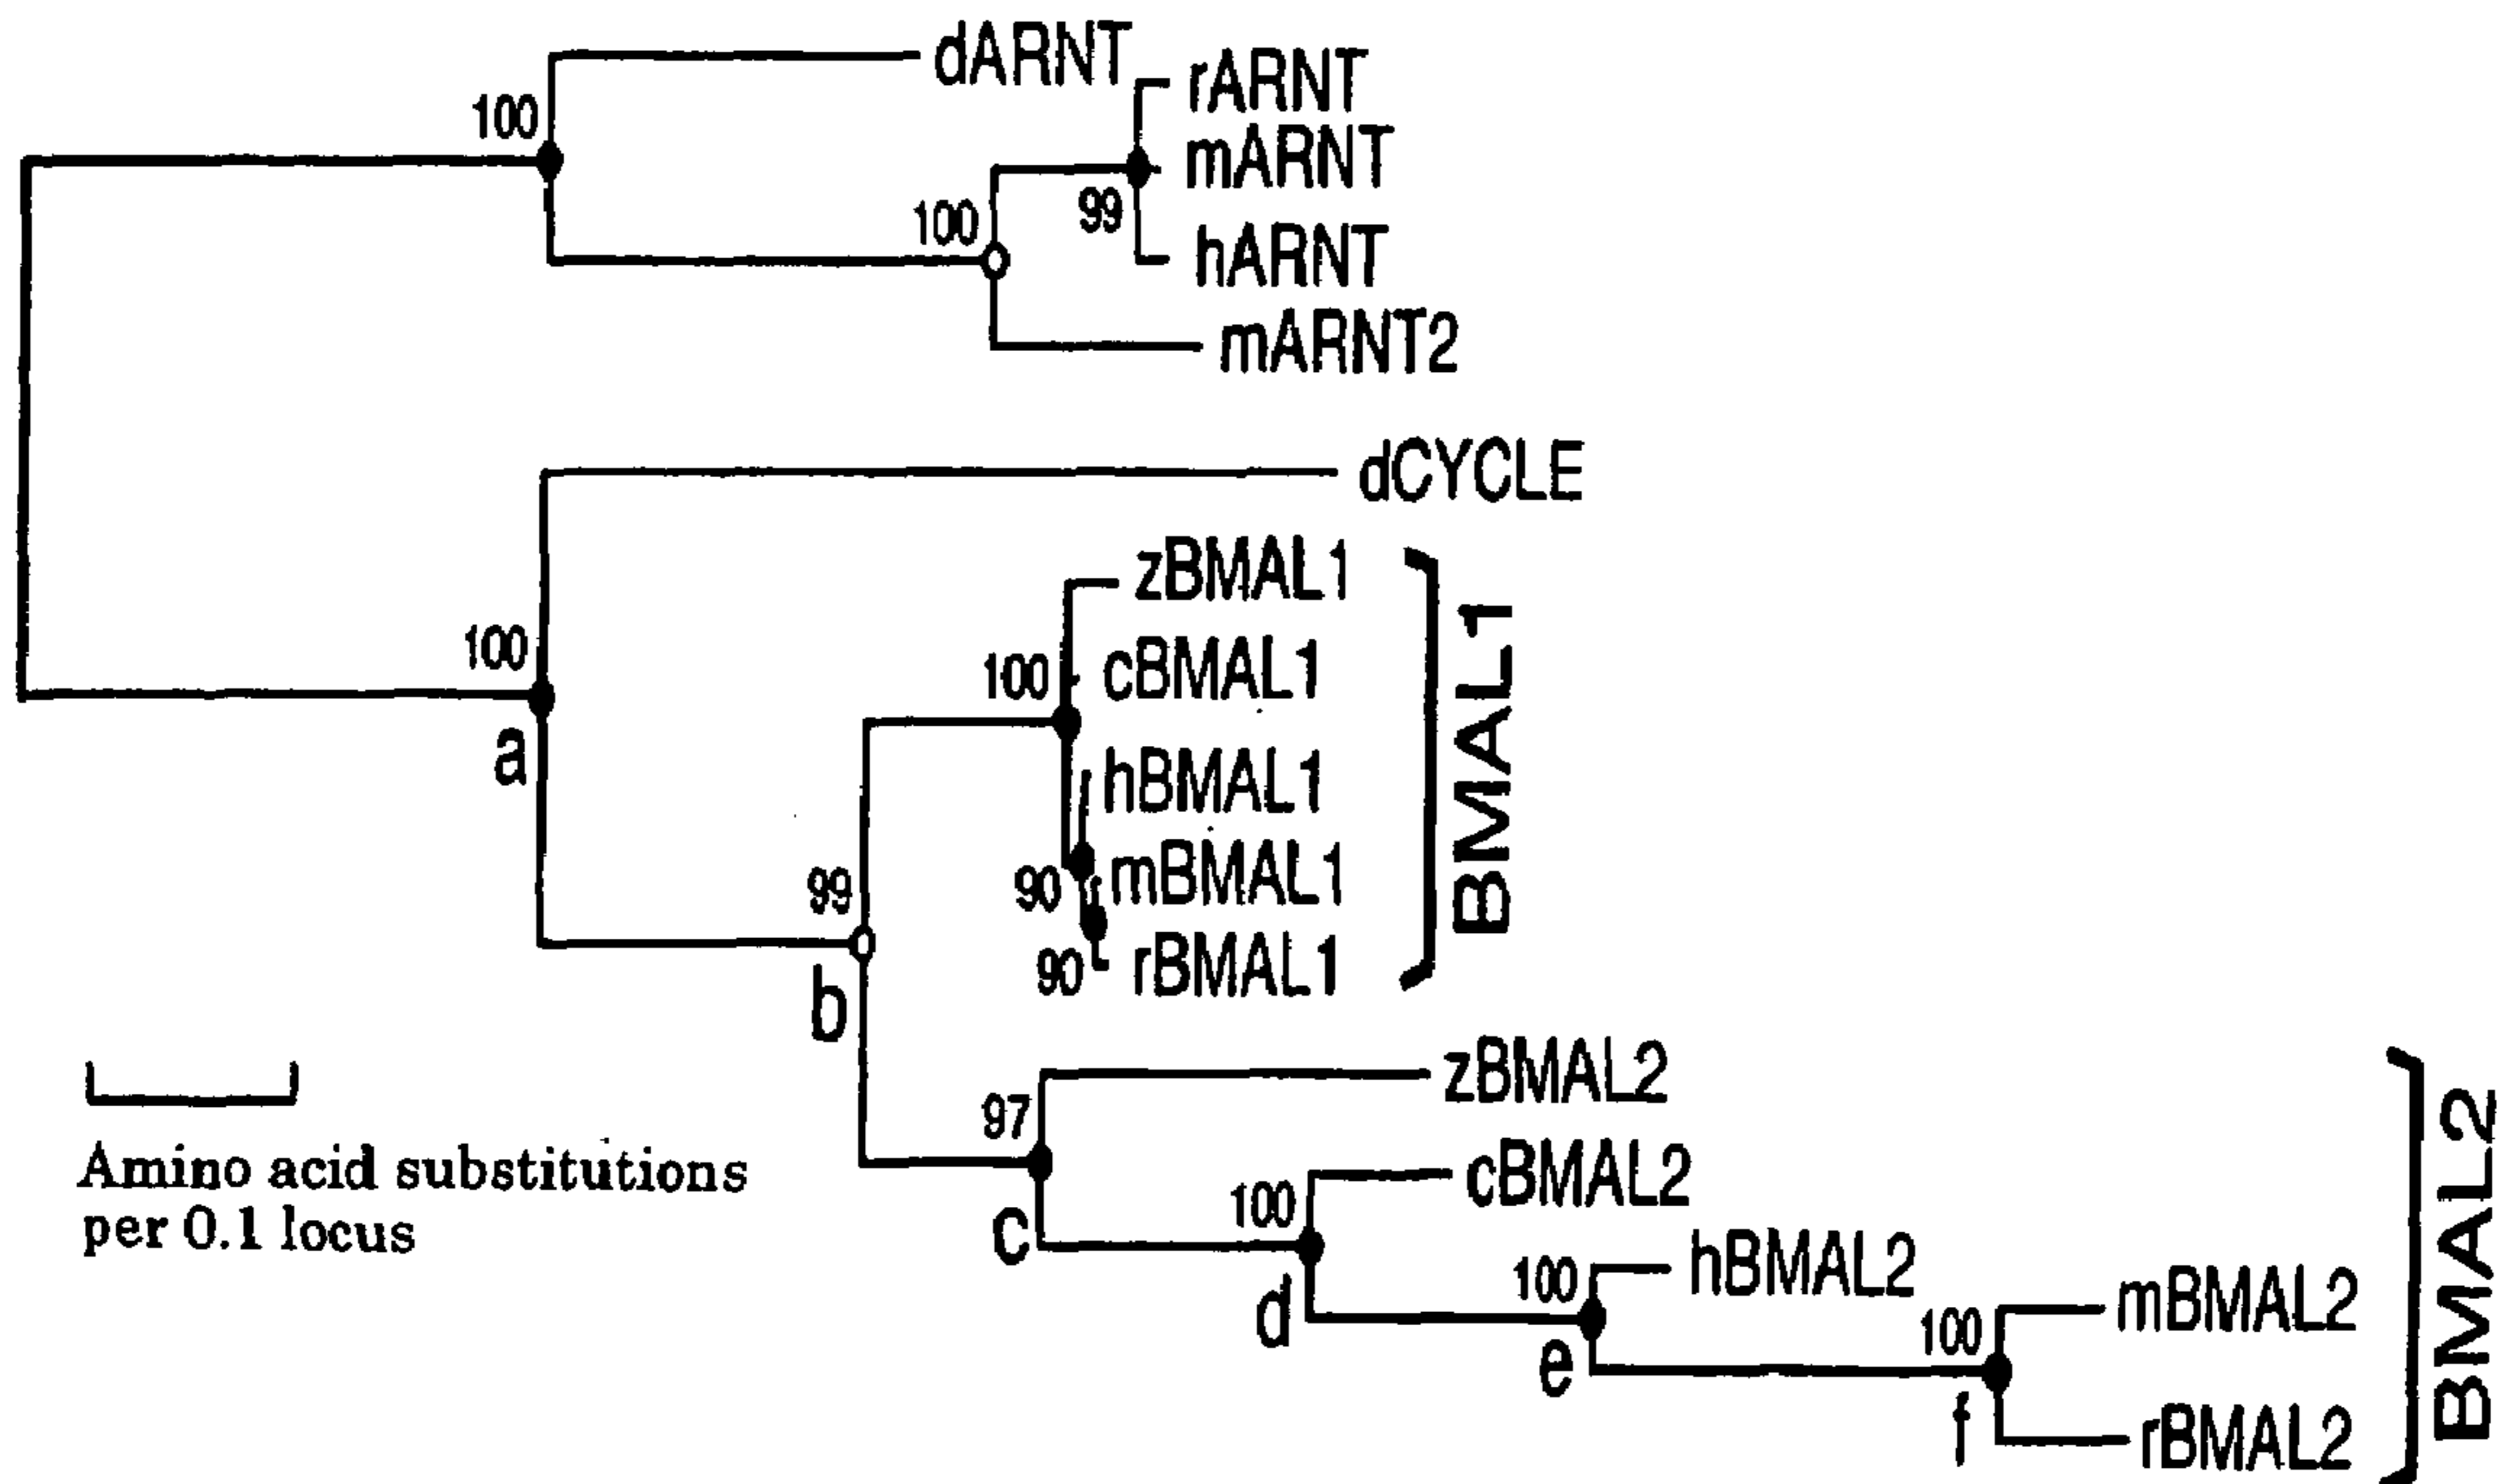 dARNT
rARNT
100
mARNT
99
100
hARNT
mARNT2
dCYCLE
zBMAL1
100
cBMAL1
100
a
hBMAL1
BMAL1
mBMAL1
99
90
rBMAL1
90
b
zBMAL2
97
Amino acid substitutions
per 0.1 locus
cBMAL2
100
c
hBMAL2
100
d
mBMAL2
100
e
BMAL2
f
rBMAL2